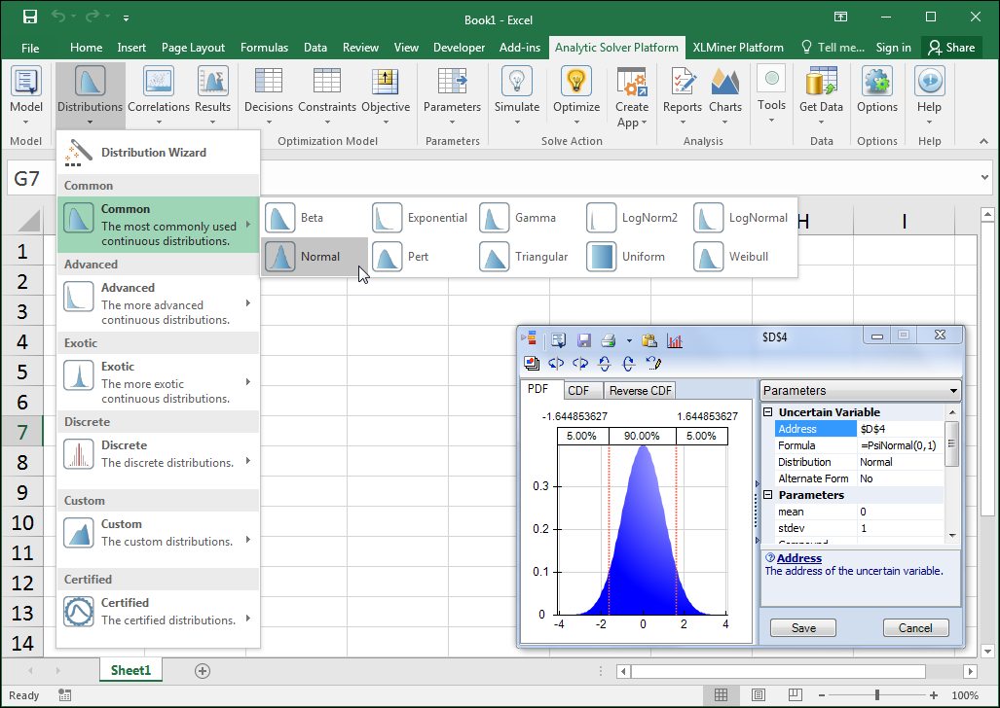 Book1 - Excel
File Home Insert Page Layout Formulas Data Review View Developer Add-ins Analytic Solver Platform XLMiner Platform Tell me... Sign in Share
Model Distributions Correlations Results Decisions Constraints Objective Parameters Simulate Optimize Create App Reports Charts Tools Get Data Options Help
Model Optimization Model Parameters Solve Action Analysis Data Options Help
G7
Distribution Wizard
Common
Common
The most commonly used
continuous distributions.
Beta Exponential Gamma LogNorm2 LogNormal
Normal Pert Triangular Uniform Weibull
Advanced
Advanced
The more advanced
continuous distributions.
Exotic
Exotic
The more exotic
continuous distributions.
Discrete
Discrete
The discrete distributions.
Custom
Custom
The custom distributions.
Certified
Certified
The certified distributions.
H I
1
2
3
4
5
6
7
8
9
10
11
12
13
14
$D$4
PDF CDF Reverse CDF
-1.644853627 1.644853627
5.00% 90.00% 5.00%
0.3
0.2
0.1
0
-4 -2 0 2 4
Parameters
Uncertain Variable
Address $D$4
Formula =PsiNormal(0,1)
Distribution Normal
Alternate Form No
Parameters
mean 0
stdev 1
Address
The address of the uncertain variable.
Save Cancel
Sheet1
Ready 100%